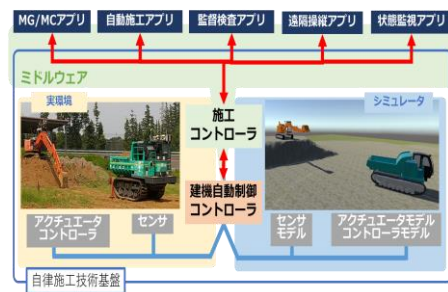 MG/MCアプリ
自動施工アプリ
監督検査アプリ
遠隔操縦アプリ
状態監視アプリ
ミドルウェア
実環境
シミュレータ
施工
コントローラ
建機自動制御
コントローラ
アクチュエータ
コントローラ
センサ
センサ
モデル
アクチュエータモデル
コントローラモデル
自律施工技術基盤